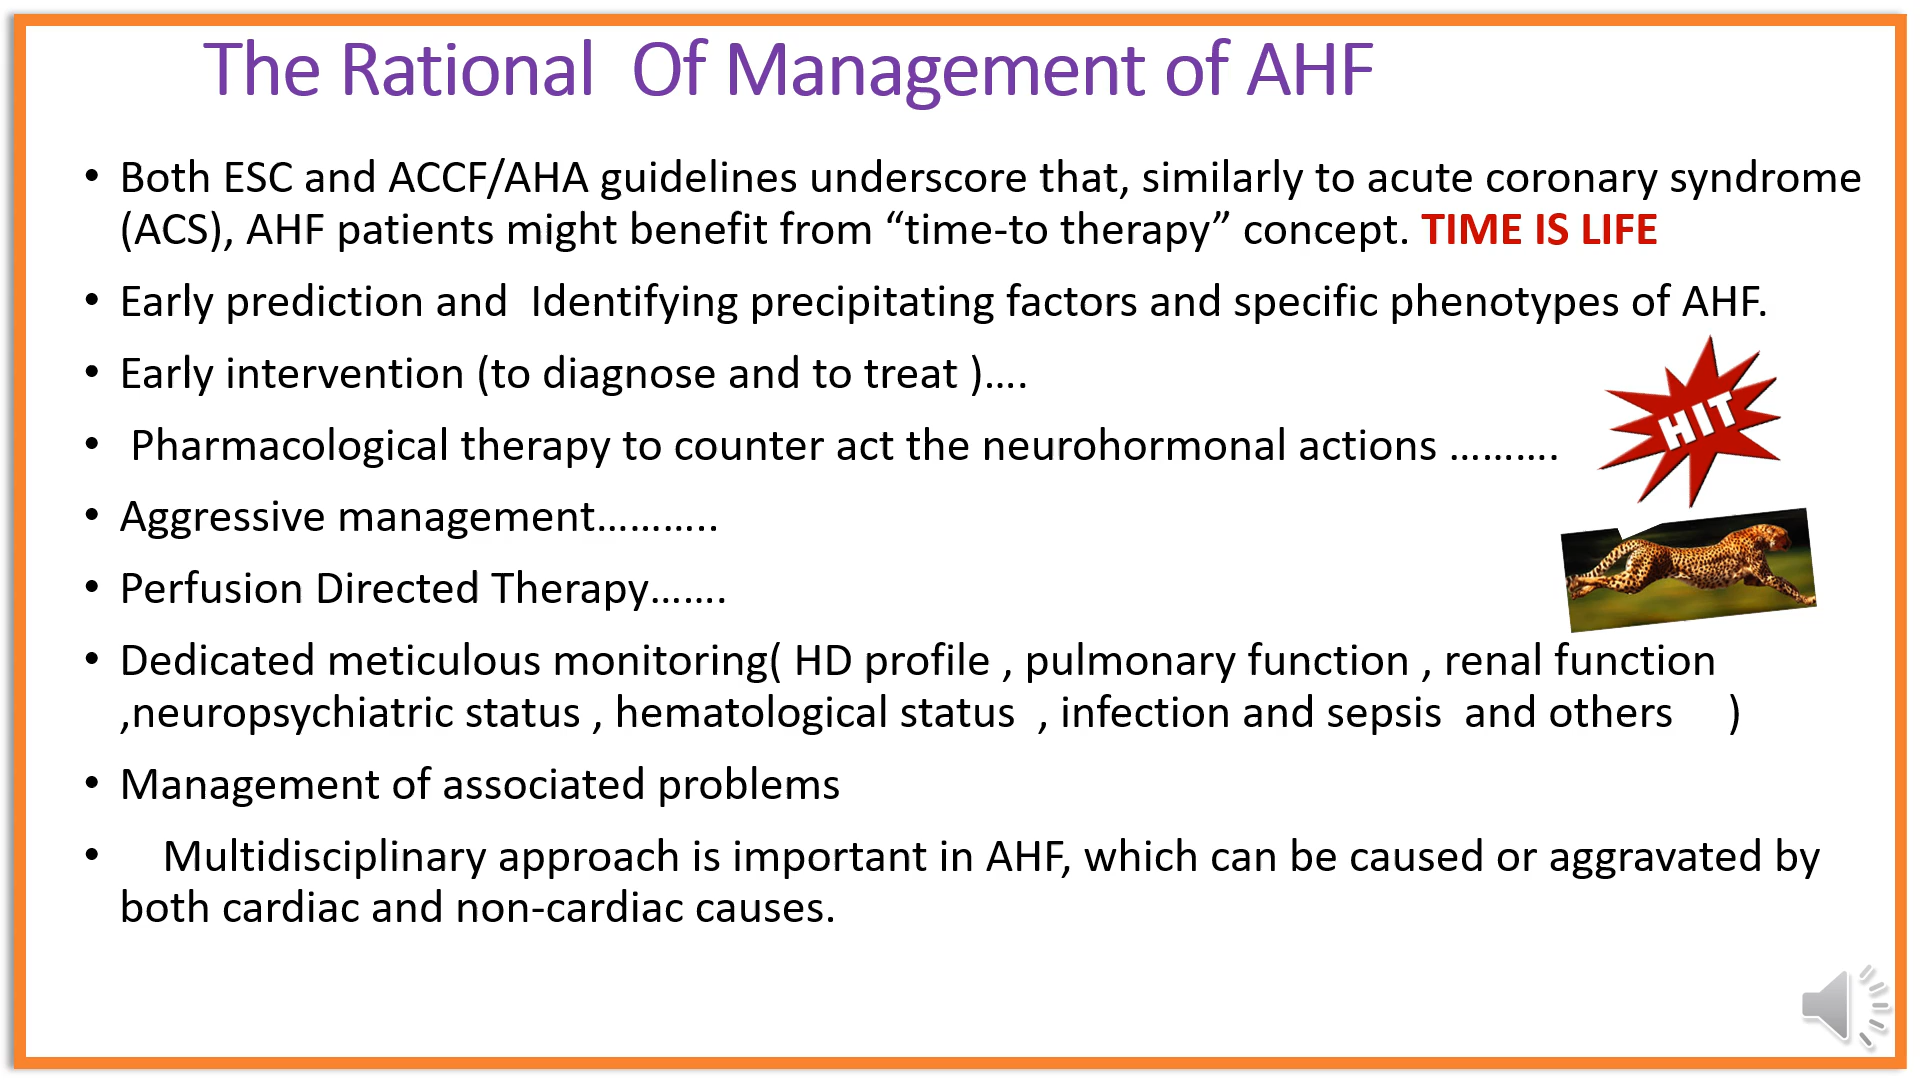 The Rational  Of Management of AHF
• Both ESC and ACCF/AHA guidelines underscore that, similarly to acute coronary syndrome
(ACS), AHF patients might benefit from “time-to therapy” concept. TIME IS LIFE
• Early prediction and  Identifying precipitating factors and specific phenotypes of AHF.
• Early intervention (to diagnose and to treat )….
• Pharmacological therapy to counter act the neurohormonal actions ……….
HIT
• Aggressive management………..
• Perfusion Directed Therapy…….
• Dedicated meticulous monitoring( HD profile , pulmonary function , renal function
,neuropsychiatric status , hematological status  , infection and sepsis  and others     )
• Management of associated problems
• Multidisciplinary approach is important in AHF, which can be caused or aggravated by
both cardiac and non-cardiac causes.